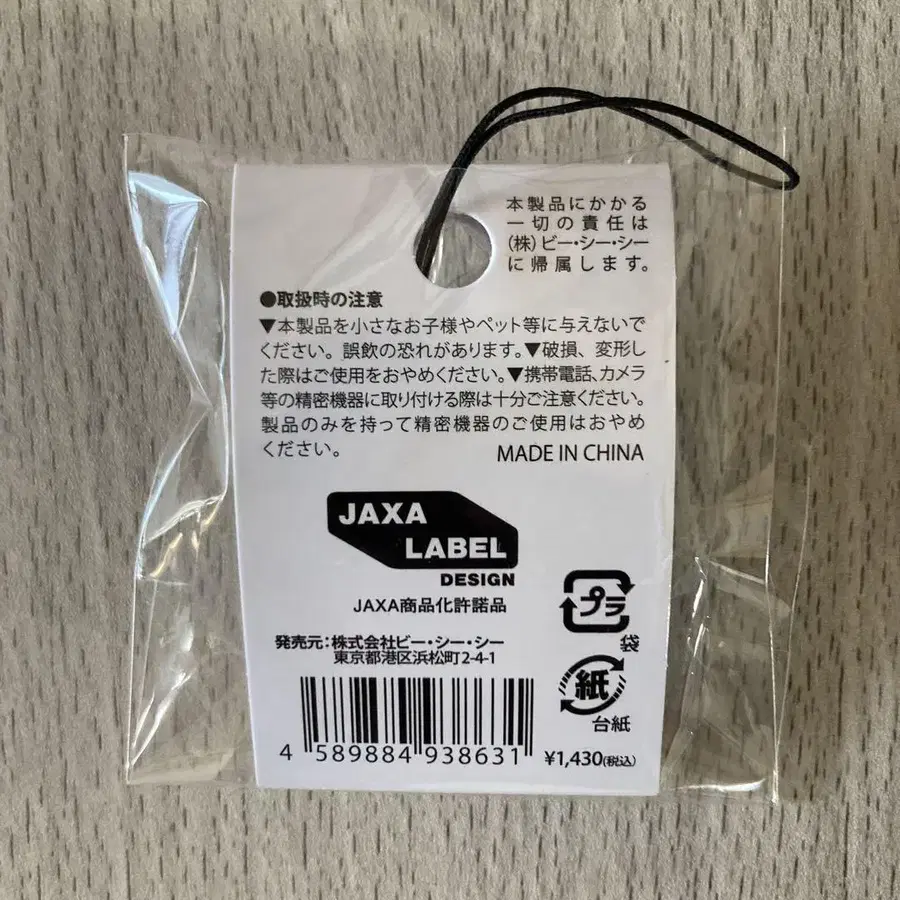 本製品にかかる
一切の責任は
(株)ビー・シー・シー
に帰属します。
●取扱時の注意
▼本製品を小さなお子様やペット等に与えないで
ください。誤飲の恐れがあります。▼破損、変形し
た際はご使用をおやめください。▼携帯電話、カメラ
等の精密機器に取り付ける際は十分ご注意ください。
製品のみを持って精密機器のご使用はおやめ
ください。
MADE IN CHINA
JAXA
LABEL
DESIGN
JAXA商品化許諾品
プラ
袋
発売元：株式会社ビー・シー・シー
東京都港区浜松町2-4-1
紙
台紙
4 589884 938631
¥1,430(税込)